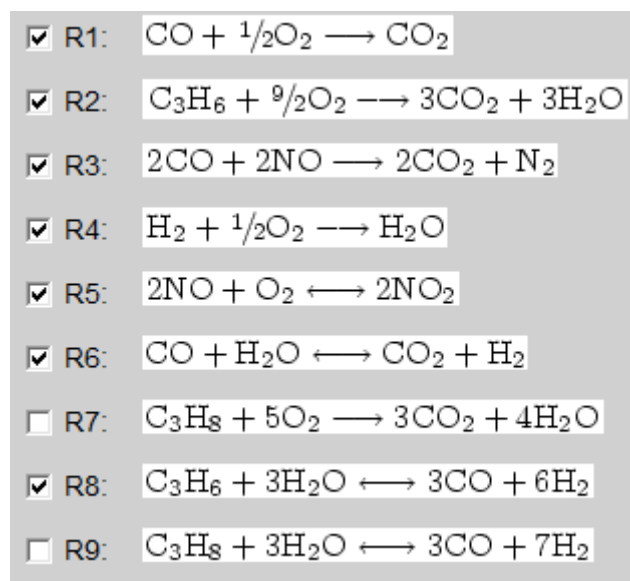 R1: CO + ½O₂ ⟶ CO₂
R2: C₃H₆ + ⁹/₂O₂ ⟶ 3CO₂ + 3H₂O
R3: 2CO + 2NO ⟶ 2CO₂ + N₂
R4: H₂ + ½O₂ ⟶ H₂O
R5: 2NO + O₂ ⟷ 2NO₂
R6: CO + H₂O ⟷ CO₂ + H₂
R7: C₃H₈ + 5O₂ ⟶ 3CO₂ + 4H₂O
R8: C₃H₆ + 3H₂O ⟷ 3CO + 6H₂
R9: C₃H₈ + 3H₂O ⟷ 3CO + 7H₂